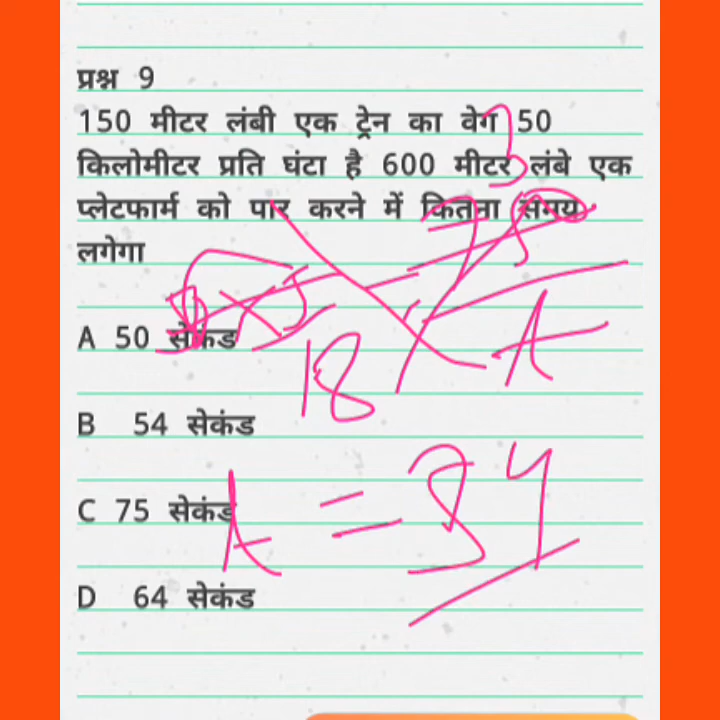 प्रश्न 9
150 मीटर लंबी एक ट्रेन का वेग 50
किलोमीटर प्रति घंटा है 600 मीटर लंबे एक
प्लेटफार्म को पार करने में कितना समय
लगेगा
A 50 सेकंड
18
B 54 सेकंड
C 75 सेकंड
D 64 सेकंड